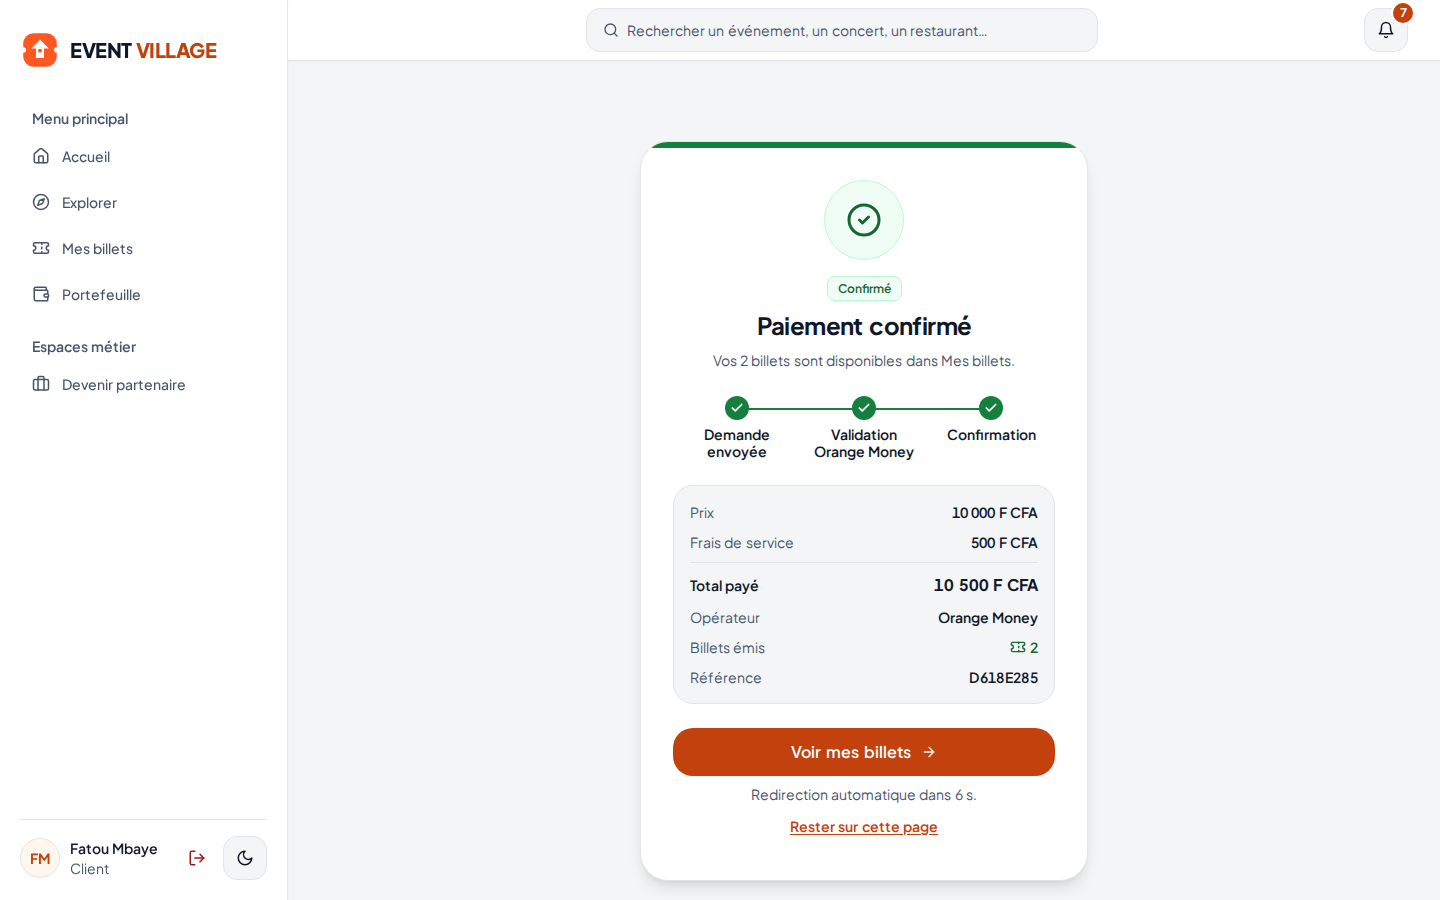 EVENT VILLAGE
Rechercher un événement, un concert, un restaurant...
7
Menu principal
Accueil
Explorer
Mes billets
Portefeuille
Espaces métier
Devenir partenaire
FM
Fatou Mbaye
Client
Confirmé
Paiement confirmé
Vos 2 billets sont disponibles dans Mes billets.
Demande
envoyée
Validation
Orange Money
Confirmation
Prix 10 000 F CFA
Frais de service 500 F CFA
Total payé 10 500 F CFA
Opérateur Orange Money
Billets émis 2
Référence D618E285
Voir mes billets
Redirection automatique dans 6 s.
Rester sur cette page